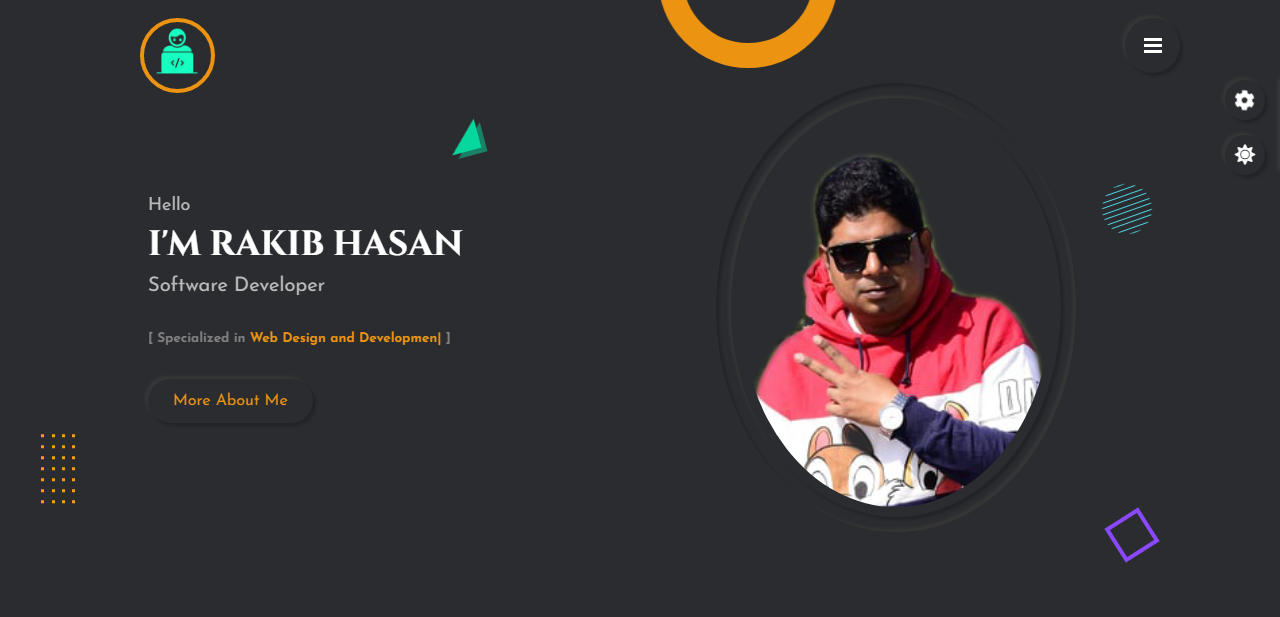 </>
Hello
I'M RAKIB HASAN
Software Developer
[ Specialized in Web Design and Developmen| ]
More About Me